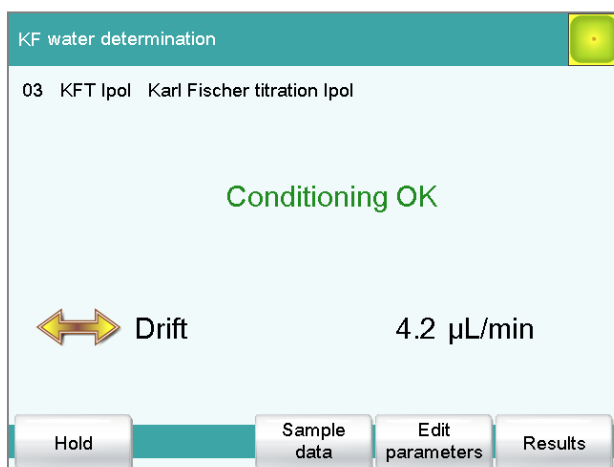 KF water determination
03 KFT Ipol Karl Fischer titration Ipol
Conditioning OK
Drift 4.2 µL/min
Hold
Sample
data
Edit
parameters
Results